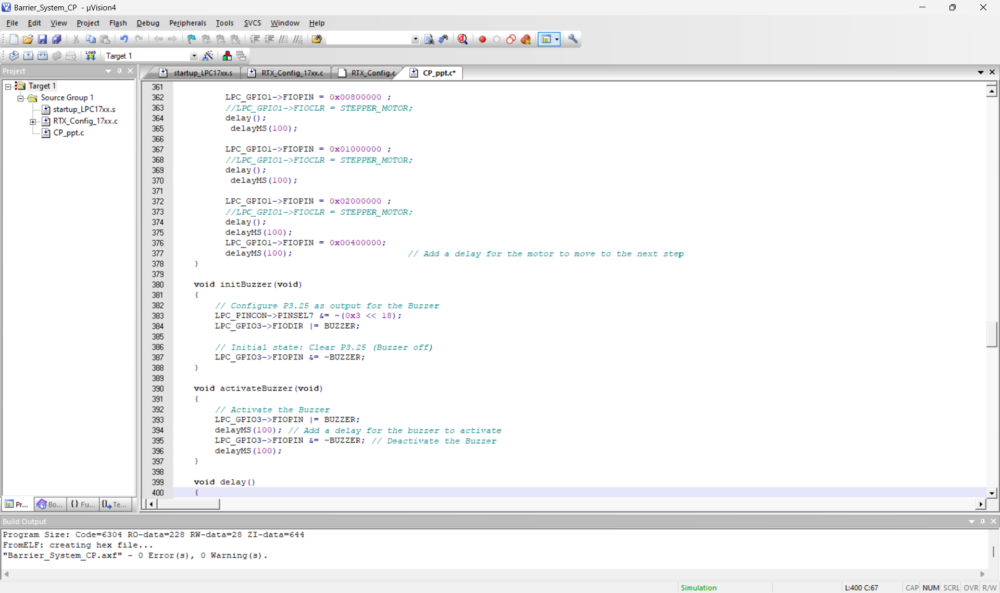 Barrier_System_CP - µVision4
File Edit View Project Flash Debug Peripherals Tools SVCS Window Help
LOAD Target 1
Project
startup_LPC17xx.s RTX_Config_17xx.c RTX_Config.c CP_ppt.c*
Target 1
Source Group 1
startup_LPC17xx.s
RTX_Config_17xx.c
CP_ppt.c
361
362 LPC_GPIO1->FIOPIN = 0x00800000 ;
363 //LPC_GPIO1->FIOCLR = STEPPER_MOTOR;
364 delay();
365 delayMS(100);
366
367 LPC_GPIO1->FIOPIN = 0x01000000 ;
368 //LPC_GPIO1->FIOCLR = STEPPER_MOTOR;
369 delay();
370 delayMS(100);
371
372 LPC_GPIO1->FIOPIN = 0x02000000 ;
373 //LPC_GPIO1->FIOCLR = STEPPER_MOTOR;
374 delay();
375 delayMS(100);
376 LPC_GPIO1->FIOPIN = 0x00400000;
377 delayMS(100); // Add a delay for the motor to move to the next step
378 }
379
380 void initBuzzer(void)
381 {
382 // Configure P3.25 as output for the Buzzer
383 LPC_PINCON->PINSEL7 &= ~(0x3 << 18);
384 LPC_GPIO3->FIODIR |= BUZZER;
385
386 // Initial state: Clear P3.25 (Buzzer off)
387 LPC_GPIO3->FIOPIN &= ~BUZZER;
388 }
389
390 void activateBuzzer(void)
391 {
392 // Activate the Buzzer
393 LPC_GPIO3->FIOPIN |= BUZZER;
394 delayMS(100); // Add a delay for the buzzer to activate
395 LPC_GPIO3->FIOPIN &= ~BUZZER; // Deactivate the Buzzer
396 delayMS(100);
397 }
398
399 void delay()
400 {
Pr... Bo... {} Fu... Te...
Build Output
Program Size: Code=6304 RO-data=228 RW-data=28 ZI-data=644
FromELF: creating hex file...
"Barrier_System_CP.axf" - 0 Error(s), 0 Warning(s).
Simulation L:400 C:67 CAP NUM SCRL OVR R/W